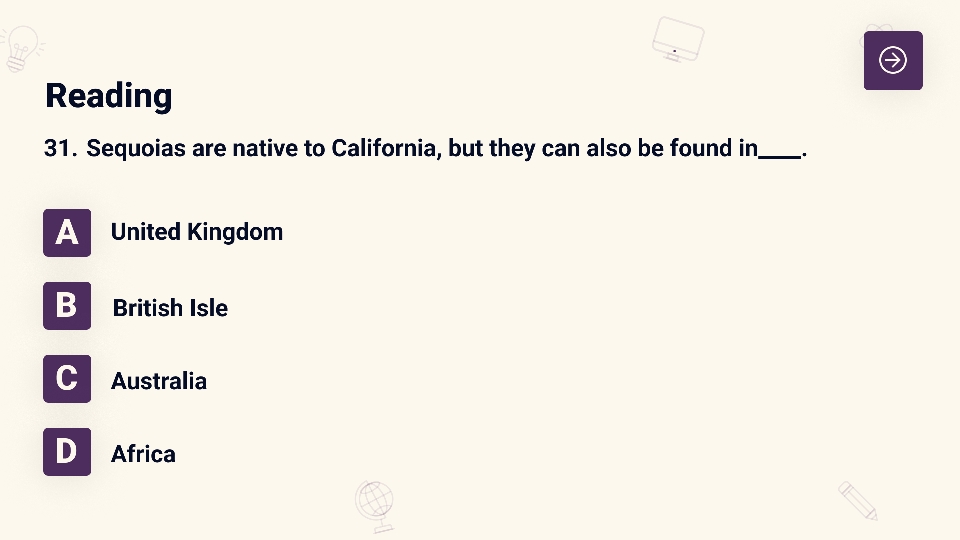 Reading
31. Sequoias are native to California, but they can also be found in____.
A United Kingdom
B British Isle
C Australia
D Africa